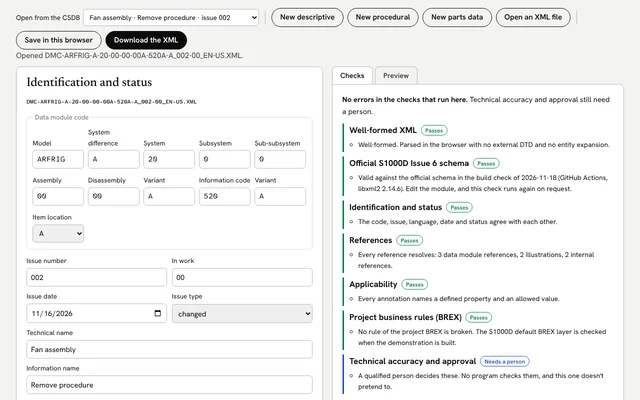 Open from the CSDB
Fan assembly · Remove procedure · issue 002
New descriptive
New procedural
New parts data
Open an XML file
Save in this browser
Download the XML
Opened DMC-ARFRIG-A-20-00-00-00A-520A-A_002-00_EN-US.XML.
Identification and status
DMC-ARFRIG-A-20-00-00-00A-520A-A_002-00_EN-US.XML
Data module code
Model
System difference
System
Subsystem
Sub-subsystem
ARFRIG
A
20
0
0
Assembly
Disassembly
Variant
Information code
Variant
00
00
A
520
A
Item location
A
Issue number
In work
002
00
Issue date
Issue type
11/16/2026
changed
Technical name
Fan assembly
Information name
Remove procedure
Checks
Preview
No errors in the checks that run here. Technical accuracy and approval still need
a person.
Well-formed XML Passes
Well-formed. Parsed in the browser with no external DTD and no entity expansion.
Official S1000D Issue 6 schema Passes
Valid against the official schema in the build check of 2026-11-18 (GitHub Actions,
libxml2 2.14.6). Edit the module, and this check runs again on request.
Identification and status Passes
The code, issue, language, date and status agree with each other.
References Passes
Every reference resolves: 3 data module references, 2 illustrations, 2 internal
references.
Applicability Passes
Every annotation names a defined property and an allowed value.
Project business rules (BREX) Passes
No rule of the project BREX is broken. The S1000D default BREX layer is checked
when the demonstration is built.
Technical accuracy and approval Needs a person
A qualified person decides these. No program checks them, and this one doesn't
pretend to.